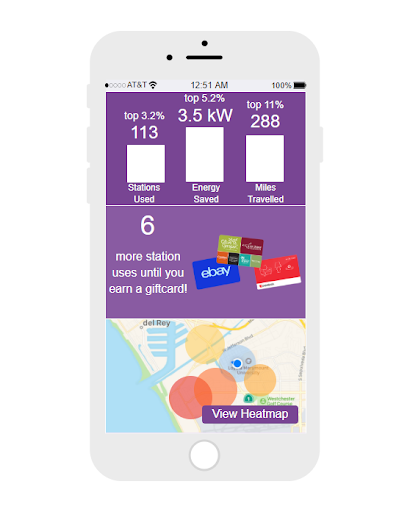 AT&T 12:51 AM 100%
top 3.2% top 5.2% top 11%
113 3.5 kW 288
Stations Used
Energy Saved
Miles Travelled
6
more station
uses until you
earn a giftcard!
ebay
del Rey
View Heatmap